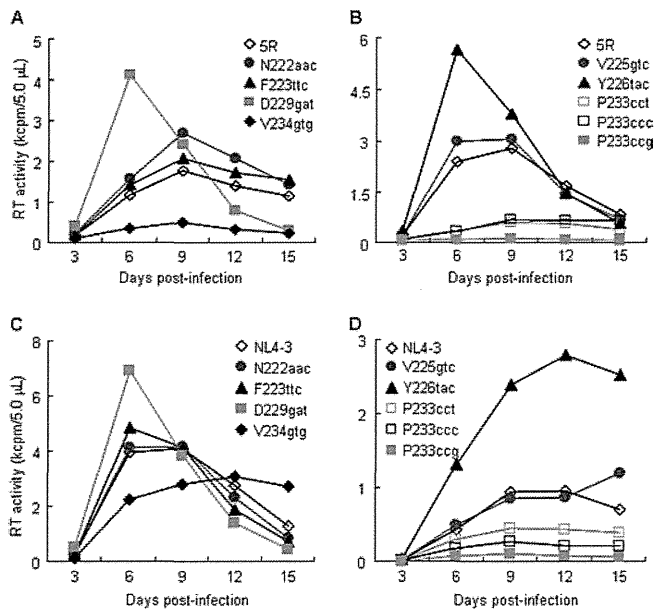 A
RT activity (kcpm/5.0 µL)
5
4
3
2
1
0
3 6 9 12 15
Days post-infection
5R
N222aac
F223ttc
D229gat
V234gtg
B
6
4.5
3
1.5
0
3 6 9 12 15
Days post-infection
5R
V225gtc
Y226tac
P233cct
P233ccc
P233ccg
C
RT activity (kcpm/5.0 µL)
8
6
4
2
0
3 6 9 12 15
Days post-infection
NL4-3
N222aac
F223ttc
D229gat
V234gtg
D
3
2
1
0
3 6 9 12 15
Days post-infection
NL4-3
V225gtc
Y226tac
P233cct
P233ccc
P233ccg